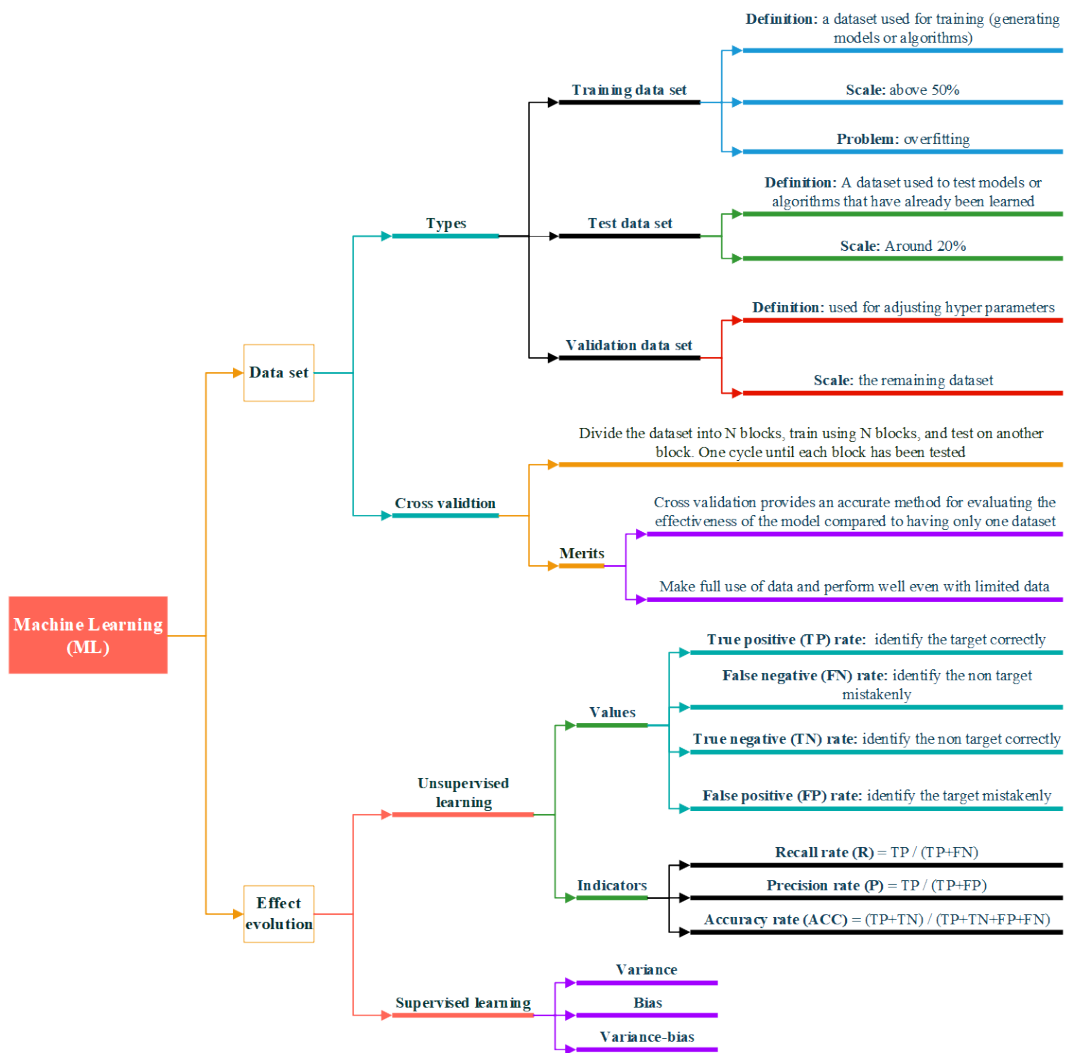 Definition: a dataset used for training (generating
models or algorithms)
Training data set
Scale: above 50%
Problem: overfitting
Definition: A dataset used to test models or
algorithms that have already been learned
Types
Test data set
Scale: Around 20%
Definition: used for adjusting hyper parameters
Validation data set
Data set
Scale: the remaining dataset
Divide the dataset into N blocks, train using N blocks, and test on another
block. One cycle until each block has been tested
Cross validtion
Cross validation provides an accurate method for evaluating the
effectiveness of the model compared to having only one dataset
Merits
Make full use of data and perform well even with limited data
Machine Learning
(ML)
True positive (TP) rate: identify the target correctly
False negative (FN) rate: identify the non target
mistakenly
Values
True negative (TN) rate: identify the non target correctly
Unsupervised
learning
False positive (FP) rate: identify the target mistakenly
Recall rate (R) = TP / (TP+FN)
Indicators
Precision rate (P) = TP / (TP+FP)
Effect
evolution
Accuracy rate (ACC) = (TP+TN) / (TP+TN+FP+FN)
Variance
Supervised learning
Bias
Variance-bias